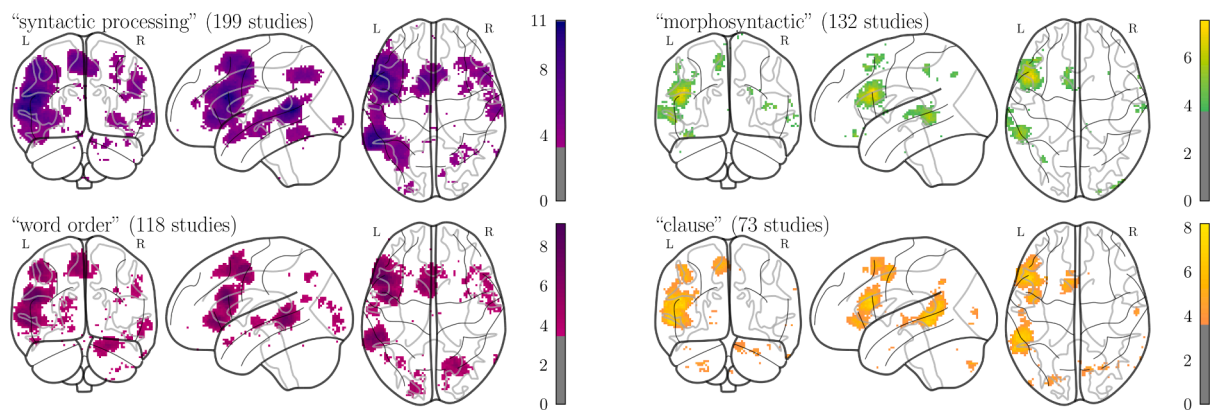 “syntactic processing” (199 studies)
L R
11
8
4
0
“morphosyntactic” (132 studies)
L R
6
4
2
0
“word order” (118 studies)
L R
L R
8
6
4
2
0
“clause” (73 studies)
L R
L R
8
6
4
2
0